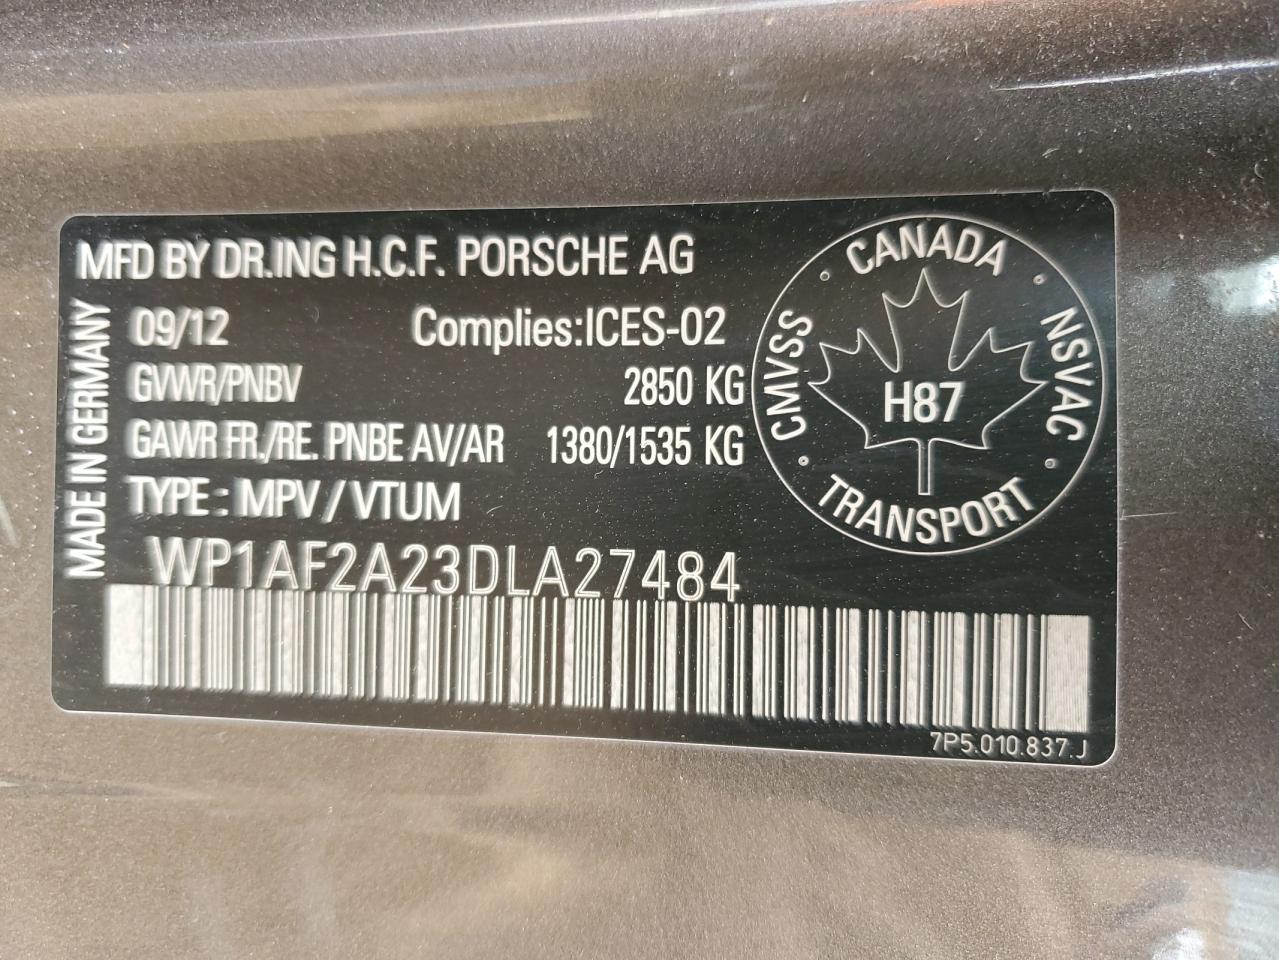 MFD BY DR.ING H.C.F. PORSCHE AG
09/12 Complies:ICES-02
GVWR/PNBV 2850 KG
GAWR FR./RE. PNBE AV/AR 1380/1535 KG
TYPE: MPV/VTUM
WP1AF2A23DLA27484
MADE IN GERMANY
CANADA
CMVSS
NSVAC
H87
TRANSPORT
7P5.010.837.J